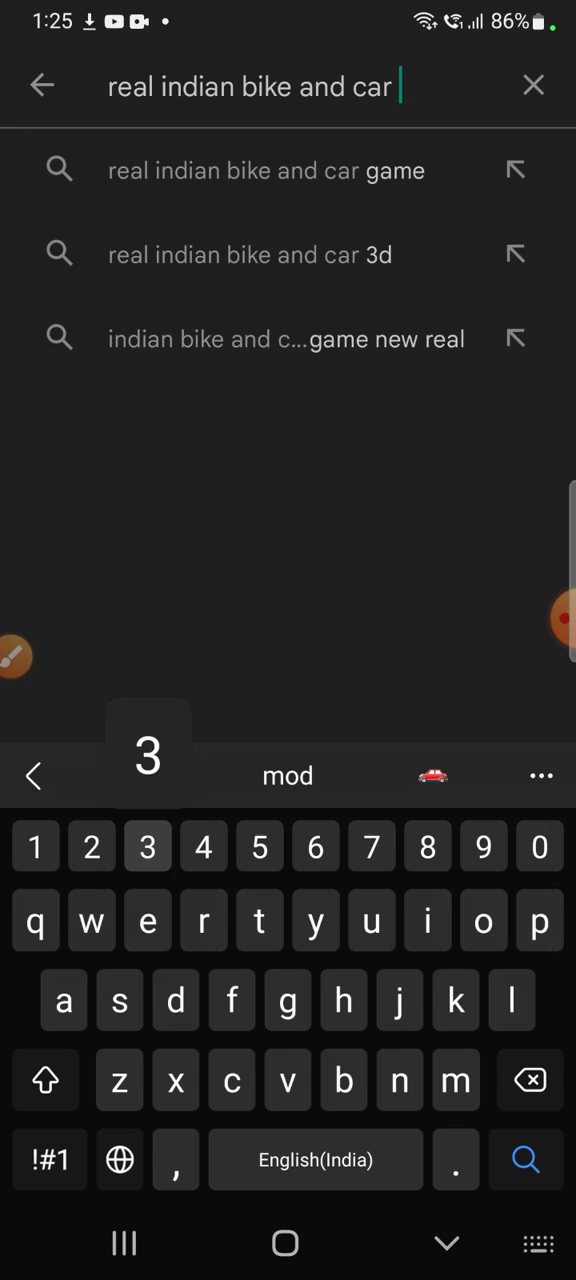 1:25 86%
real indian bike and car
real indian bike and car game
real indian bike and car 3d
indian bike and c...game new real
3
mod
1 2 3 4 5 6 7 8 9 0
q w e r t y u i o p
a s d f g h j k l
z x c v b n m
!#1 , English(India) .